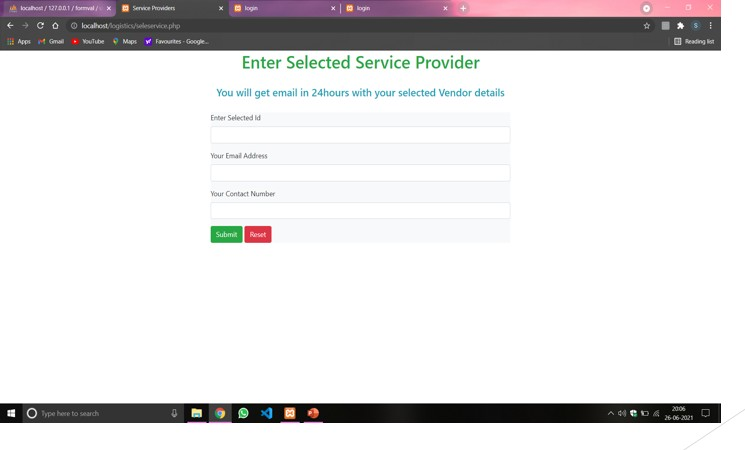 localhost / 127.0.0.1 / formval /
Service Providers
login
login
localhost/logistics/seleservice.php
S
Apps
Gmail
YouTube
Maps
Favourites - Google...
Reading list
Enter Selected Service Provider
You will get email in 24hours with your selected Vendor details
Enter Selected Id
Your Email Address
Your Contact Number
Submit
Reset
Type here to search
20:06
26-06-2021